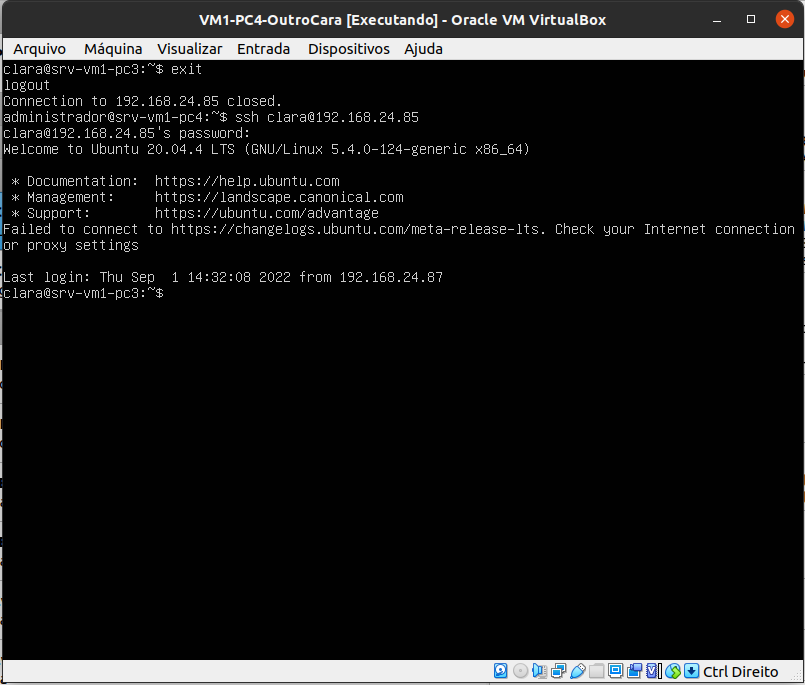 VM1-PC4-OutroCara [Executando] - Oracle VM VirtualBox
Arquivo Máquina Visualizar Entrada Dispositivos Ajuda
clara@srv-vm1-pc3:~$ exit
logout
Connection to 192.168.24.85 closed.
administrador@srv-vm1-pc4:~$ ssh clara@192.168.24.85
clara@192.168.24.85's password:
Welcome to Ubuntu 20.04.4 LTS (GNU/Linux 5.4.0-124-generic x86_64)
* Documentation: https://help.ubuntu.com
* Management: https://landscape.canonical.com
* Support: https://ubuntu.com/advantage
Failed to connect to https://changelogs.ubuntu.com/meta-release-lts. Check your Internet connection
or proxy settings
Last login: Thu Sep 1 14:32:08 2022 from 192.168.24.87
clara@srv-vm1-pc3:~$
Ctrl Direito